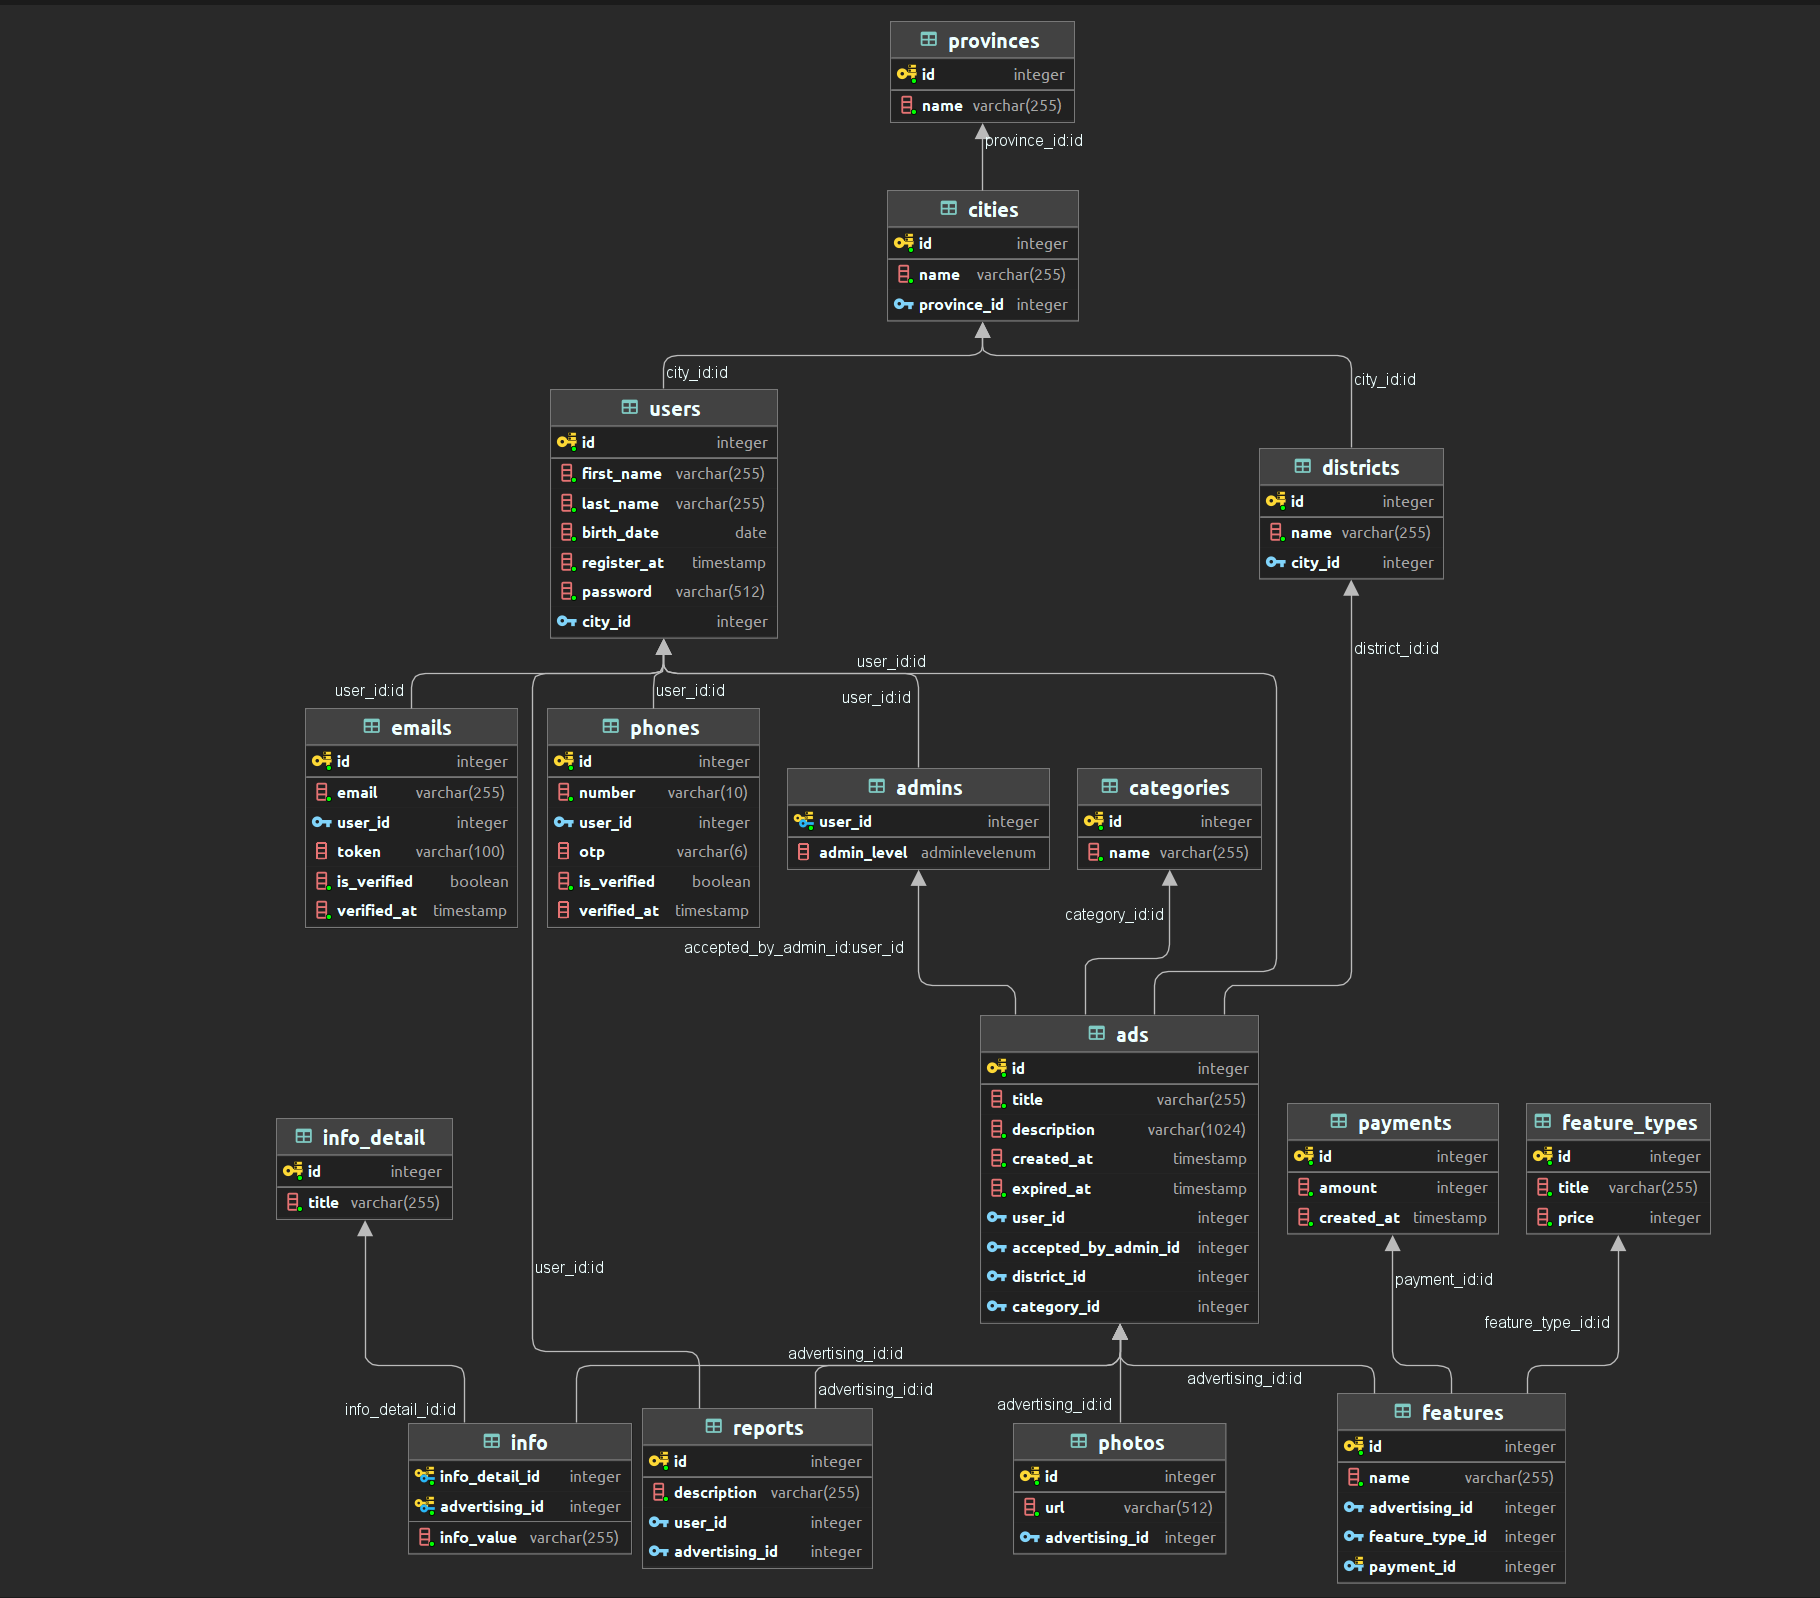 provinces
id integer
name varchar(255)
province_id:id
cities
id integer
name varchar(255)
province_id integer
city_id:id
city_id:id
users
id integer
first_name varchar(255)
last_name varchar(255)
birth_date date
register_at timestamp
password varchar(512)
city_id integer
districts
id integer
name varchar(255)
city_id integer
district_id:id
user_id:id
user_id:id
user_id:id
user_id:id
emails
id integer
email varchar(255)
user_id integer
token varchar(100)
is_verified boolean
verified_at timestamp
phones
id integer
number varchar(10)
user_id integer
otp varchar(6)
is_verified boolean
verified_at timestamp
admins
user_id integer
admin_level adminlevelenum
categories
id integer
name varchar(255)
category_id:id
accepted_by_admin_id:user_id
ads
id integer
title varchar(255)
description varchar(1024)
created_at timestamp
expired_at timestamp
user_id integer
accepted_by_admin_id integer
district_id integer
category_id integer
info_detail
id integer
title varchar(255)
payments
id integer
amount integer
created_at timestamp
feature_types
id integer
title varchar(255)
price integer
user_id:id
payment_id:id
feature_type_id:id
advertising_id:id
advertising_id:id
advertising_id:id
advertising_id:id
info_detail_id:id
info
info_detail_id integer
advertising_id integer
info_value varchar(255)
reports
id integer
description varchar(255)
user_id integer
advertising_id integer
photos
id integer
url varchar(512)
advertising_id integer
features
id integer
name varchar(255)
advertising_id integer
feature_type_id integer
payment_id integer